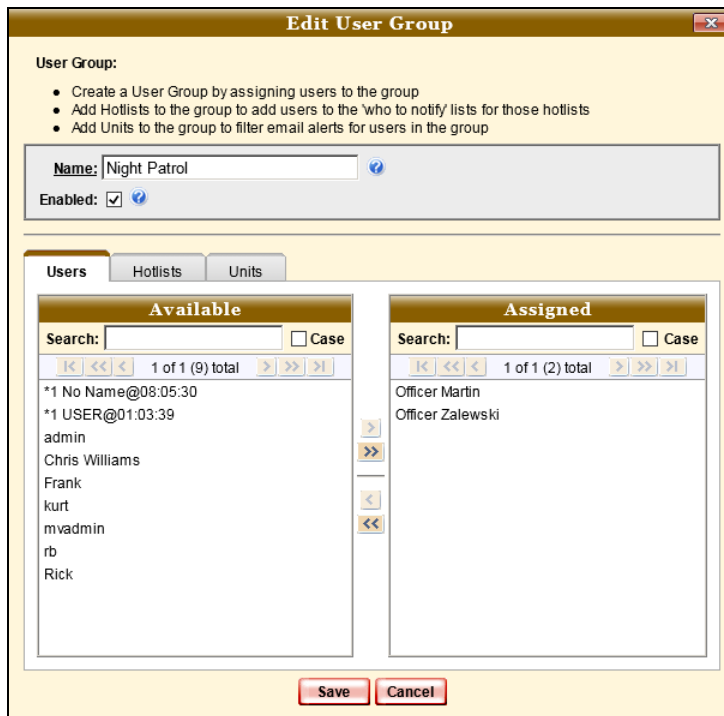 Edit User Group
User Group:
● Create a User Group by assigning users to the group
● Add Hotlists to the group to add users to the 'who to notify' lists for those hotlists
● Add Units to the group to filter email alerts for users in the group
Name: Night Patrol
Enabled:
Users Hotlists Units
Available
Search: Case
1 of 1 (9) total
*1 No Name@08:05:30
*1 USER@01:03:39
admin
Chris Williams
Frank
kurt
mvadmin
rb
Rick
> 
>>
<
<<
Assigned
Search: Case
1 of 1 (2) total
Officer Martin
Officer Zalewski
Save Cancel